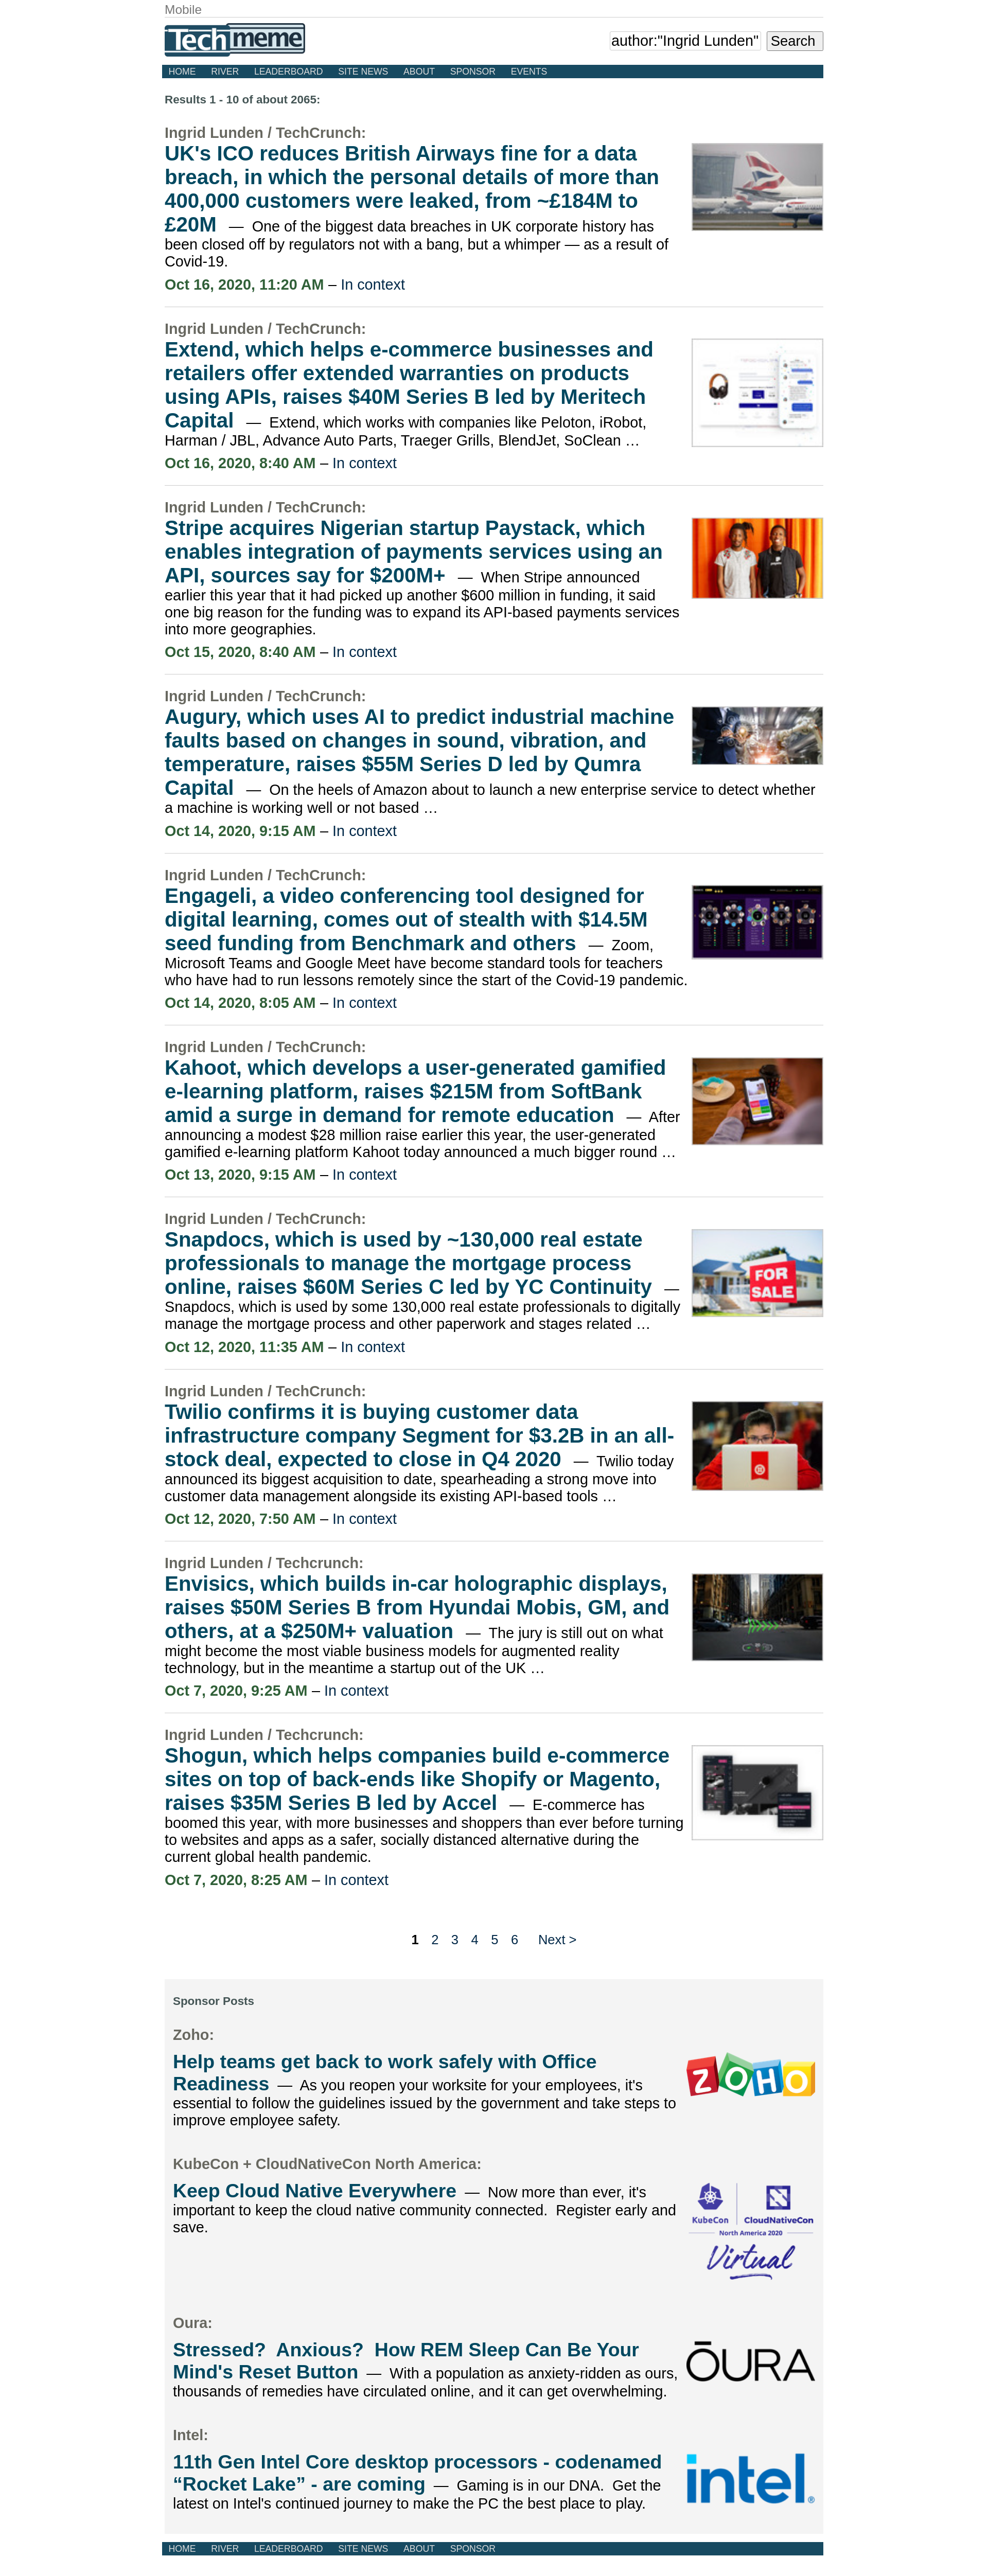 Mobile
Techmeme
author:"Ingrid Lunden" Search
HOME RIVER LEADERBOARD SITE NEWS ABOUT SPONSOR EVENTS
Results 1 - 10 of about 2065:
Ingrid Lunden / TechCrunch:
UK's ICO reduces British Airways fine for a data
breach, in which the personal details of more than
400,000 customers were leaked, from ~£184M to
£20M — One of the biggest data breaches in UK corporate history has
been closed off by regulators not with a bang, but a whimper — as a result of
Covid-19.
Oct 16, 2020, 11:20 AM – In context
Ingrid Lunden / TechCrunch:
Extend, which helps e-commerce businesses and
retailers offer extended warranties on products
using APIs, raises $40M Series B led by Meritech
Capital — Extend, which works with companies like Peloton, iRobot,
Harman / JBL, Advance Auto Parts, Traeger Grills, BlendJet, SoClean …
Oct 16, 2020, 8:40 AM – In context
Ingrid Lunden / TechCrunch:
Stripe acquires Nigerian startup Paystack, which
enables integration of payments services using an
API, sources say for $200M+ — When Stripe announced
earlier this year that it had picked up another $600 million in funding, it said
one big reason for the funding was to expand its API-based payments services
into more geographies.
Oct 15, 2020, 8:40 AM – In context
Ingrid Lunden / TechCrunch:
Augury, which uses AI to predict industrial machine
faults based on changes in sound, vibration, and
temperature, raises $55M Series D led by Qumra
Capital — On the heels of Amazon about to launch a new enterprise service to detect whether
a machine is working well or not based …
Oct 14, 2020, 9:15 AM – In context
Ingrid Lunden / TechCrunch:
Engageli, a video conferencing tool designed for
digital learning, comes out of stealth with $14.5M
seed funding from Benchmark and others — Zoom,
Microsoft Teams and Google Meet have become standard tools for teachers
who have had to run lessons remotely since the start of the Covid-19 pandemic.
Oct 14, 2020, 8:05 AM – In context
Ingrid Lunden / TechCrunch:
Kahoot, which develops a user-generated gamified
e-learning platform, raises $215M from SoftBank
amid a surge in demand for remote education — After
announcing a modest $28 million raise earlier this year, the user-generated
gamified e-learning platform Kahoot today announced a much bigger round …
Oct 13, 2020, 9:15 AM – In context
Ingrid Lunden / TechCrunch:
Snapdocs, which is used by ~130,000 real estate
professionals to manage the mortgage process
online, raises $60M Series C led by YC Continuity —
Snapdocs, which is used by some 130,000 real estate professionals to digitally
manage the mortgage process and other paperwork and stages related …
FOR
SALE
Oct 12, 2020, 11:35 AM – In context
Ingrid Lunden / TechCrunch:
Twilio confirms it is buying customer data
infrastructure company Segment for $3.2B in an all-
stock deal, expected to close in Q4 2020 — Twilio today
announced its biggest acquisition to date, spearheading a strong move into
customer data management alongside its existing API-based tools …
Oct 12, 2020, 7:50 AM – In context
Ingrid Lunden / Techcrunch:
Envisics, which builds in-car holographic displays,
raises $50M Series B from Hyundai Mobis, GM, and
others, at a $250M+ valuation — The jury is still out on what
might become the most viable business models for augmented reality
technology, but in the meantime a startup out of the UK …
Oct 7, 2020, 9:25 AM – In context
Ingrid Lunden / Techcrunch:
Shogun, which helps companies build e-commerce
sites on top of back-ends like Shopify or Magento,
raises $35M Series B led by Accel — E-commerce has
boomed this year, with more businesses and shoppers than ever before turning
to websites and apps as a safer, socially distanced alternative during the
current global health pandemic.
Oct 7, 2020, 8:25 AM – In context
1 2 3 4 5 6 Next >
Sponsor Posts
Zoho:
Help teams get back to work safely with Office
Readiness — As you reopen your worksite for your employees, it's
essential to follow the guidelines issued by the government and take steps to
improve employee safety.
ZOHO
KubeCon + CloudNativeCon North America:
Keep Cloud Native Everywhere — Now more than ever, it's
important to keep the cloud native community connected. Register early and
save.
KubeCon CloudNativeCon
North America 2020
Virtual
Oura:
Stressed? Anxious? How REM Sleep Can Be Your
Mind's Reset Button — With a population as anxiety-ridden as ours,
thousands of remedies have circulated online, and it can get overwhelming.
ŌURA
Intel:
11th Gen Intel Core desktop processors - codenamed
“Rocket Lake” - are coming — Gaming is in our DNA. Get the
latest on Intel's continued journey to make the PC the best place to play.
intel®
HOME RIVER LEADERBOARD SITE NEWS ABOUT SPONSOR